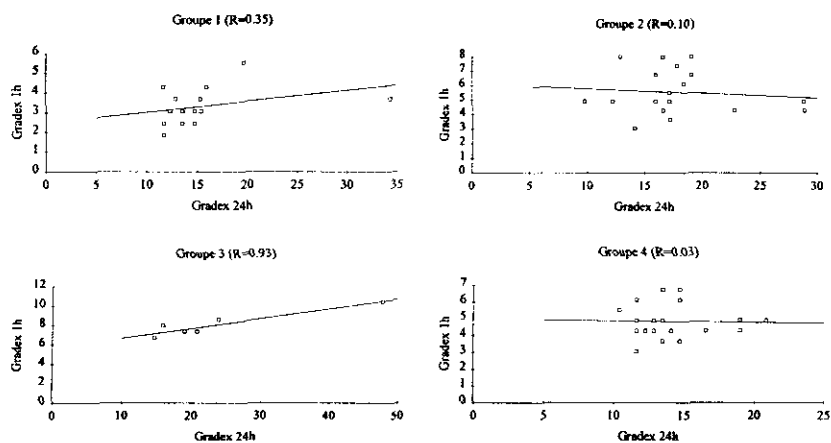 Groupe 1 (R=0.35)
Gradex 1h
6
5
4
3
2
1
0
0 5 10 15 20 25 30 35
Gradex 24h
Groupe 2 (R=0.10)
Gradex 1h
8
7
6
5
4
3
2
1
0
0 5 10 15 20 25 30
Gradex 24h
Groupe 3 (R=0.93)
Gradex 1h
12
10
8
6
4
2
0
0 10 20 30 40 50
Gradex 24h
Groupe 4 (R=0.03)
Gradex 1h
7
6
5
4
3
2
1
0
0 5 10 15 20 25
Gradex 24h